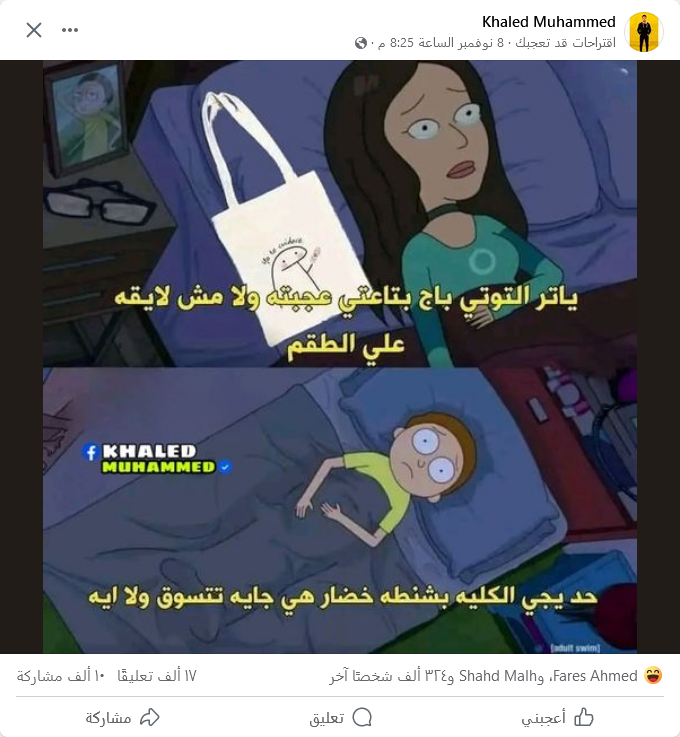 Khaled Muhammed
اقتراحات قد تعجبك · 8 نوفمبر الساعة 8:25 م ·
ياتر التوتي باج بتاعتي عجبته ولا مش لايقه
علي الطقم
KHALED
MUHAMMED
حد يجي الكليه بشنطه خضار هي جايه تتسوق ولا ايه
[adult swim]
Fares Ahmed، وShahd Malh و٣٢٤ ألف شخصًا آخر
١٧ ألف تعليقًا
١٠ ألف مشاركة
أعجبني
تعليق
مشاركة